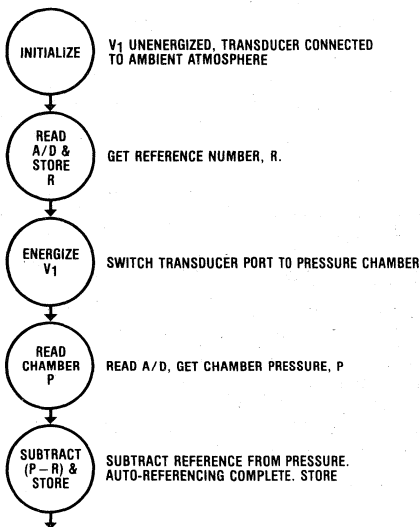 INITIALIZE
V1 UNENERGIZED, TRANSDUCER CONNECTED
TO AMBIENT ATMOSPHERE
READ
A/D &
STORE
R
GET REFERENCE NUMBER, R.
ENERGIZE
V1
SWITCH TRANSDUCER PORT TO PRESSURE CHAMBER
READ
CHAMBER
P
READ A/D, GET CHAMBER PRESSURE, P
SUBTRACT
(P – R) &
STORE
SUBTRACT REFERENCE FROM PRESSURE.
AUTO-REFERENCING COMPLETE. STORE